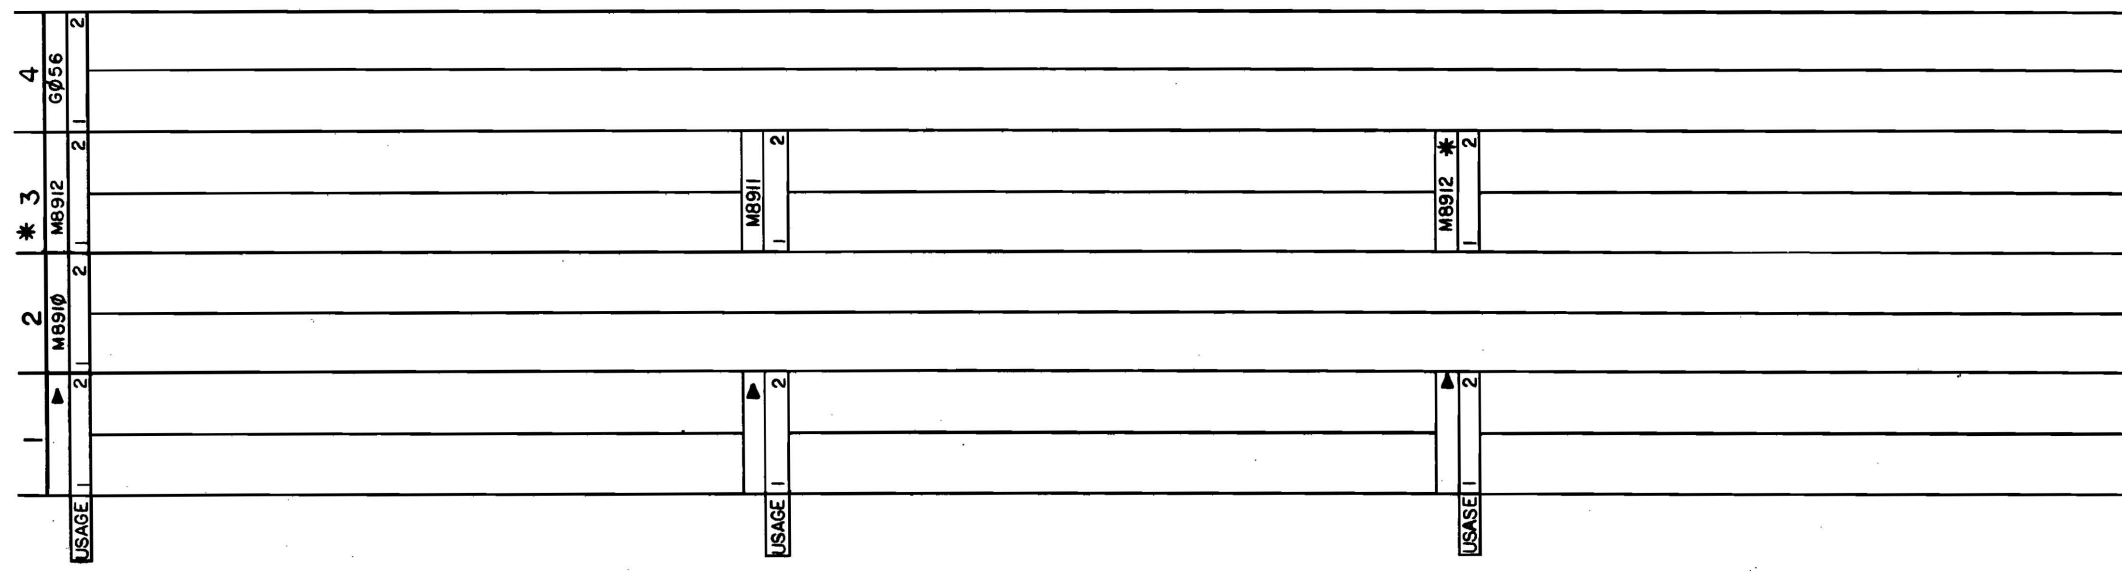 1 2 * 3 4
▶ M891Ø M8912 GØ56
USAGE 1 2 1 2 1 2 1 2
▶ M8911
USAGE 1 2 1 2
▶ M8912 *
USASE 1 2 1 2